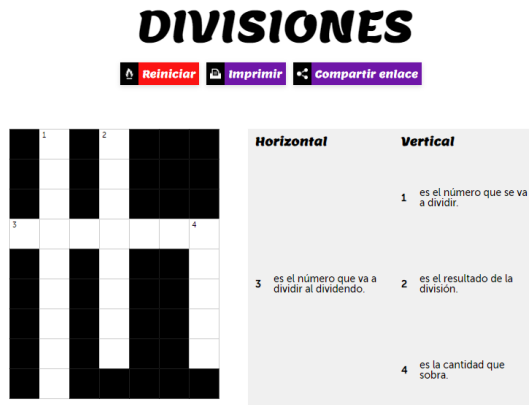 DIVISIONES
Reiniciar Imprimir Compartir enlace
1 2
3 4
Horizontal Vertical
1 es el número que se va
a dividir.
3 es el número que va a
dividir al dividendo.
2 es el resultado de la
división.
4 es la cantidad que
sobra.